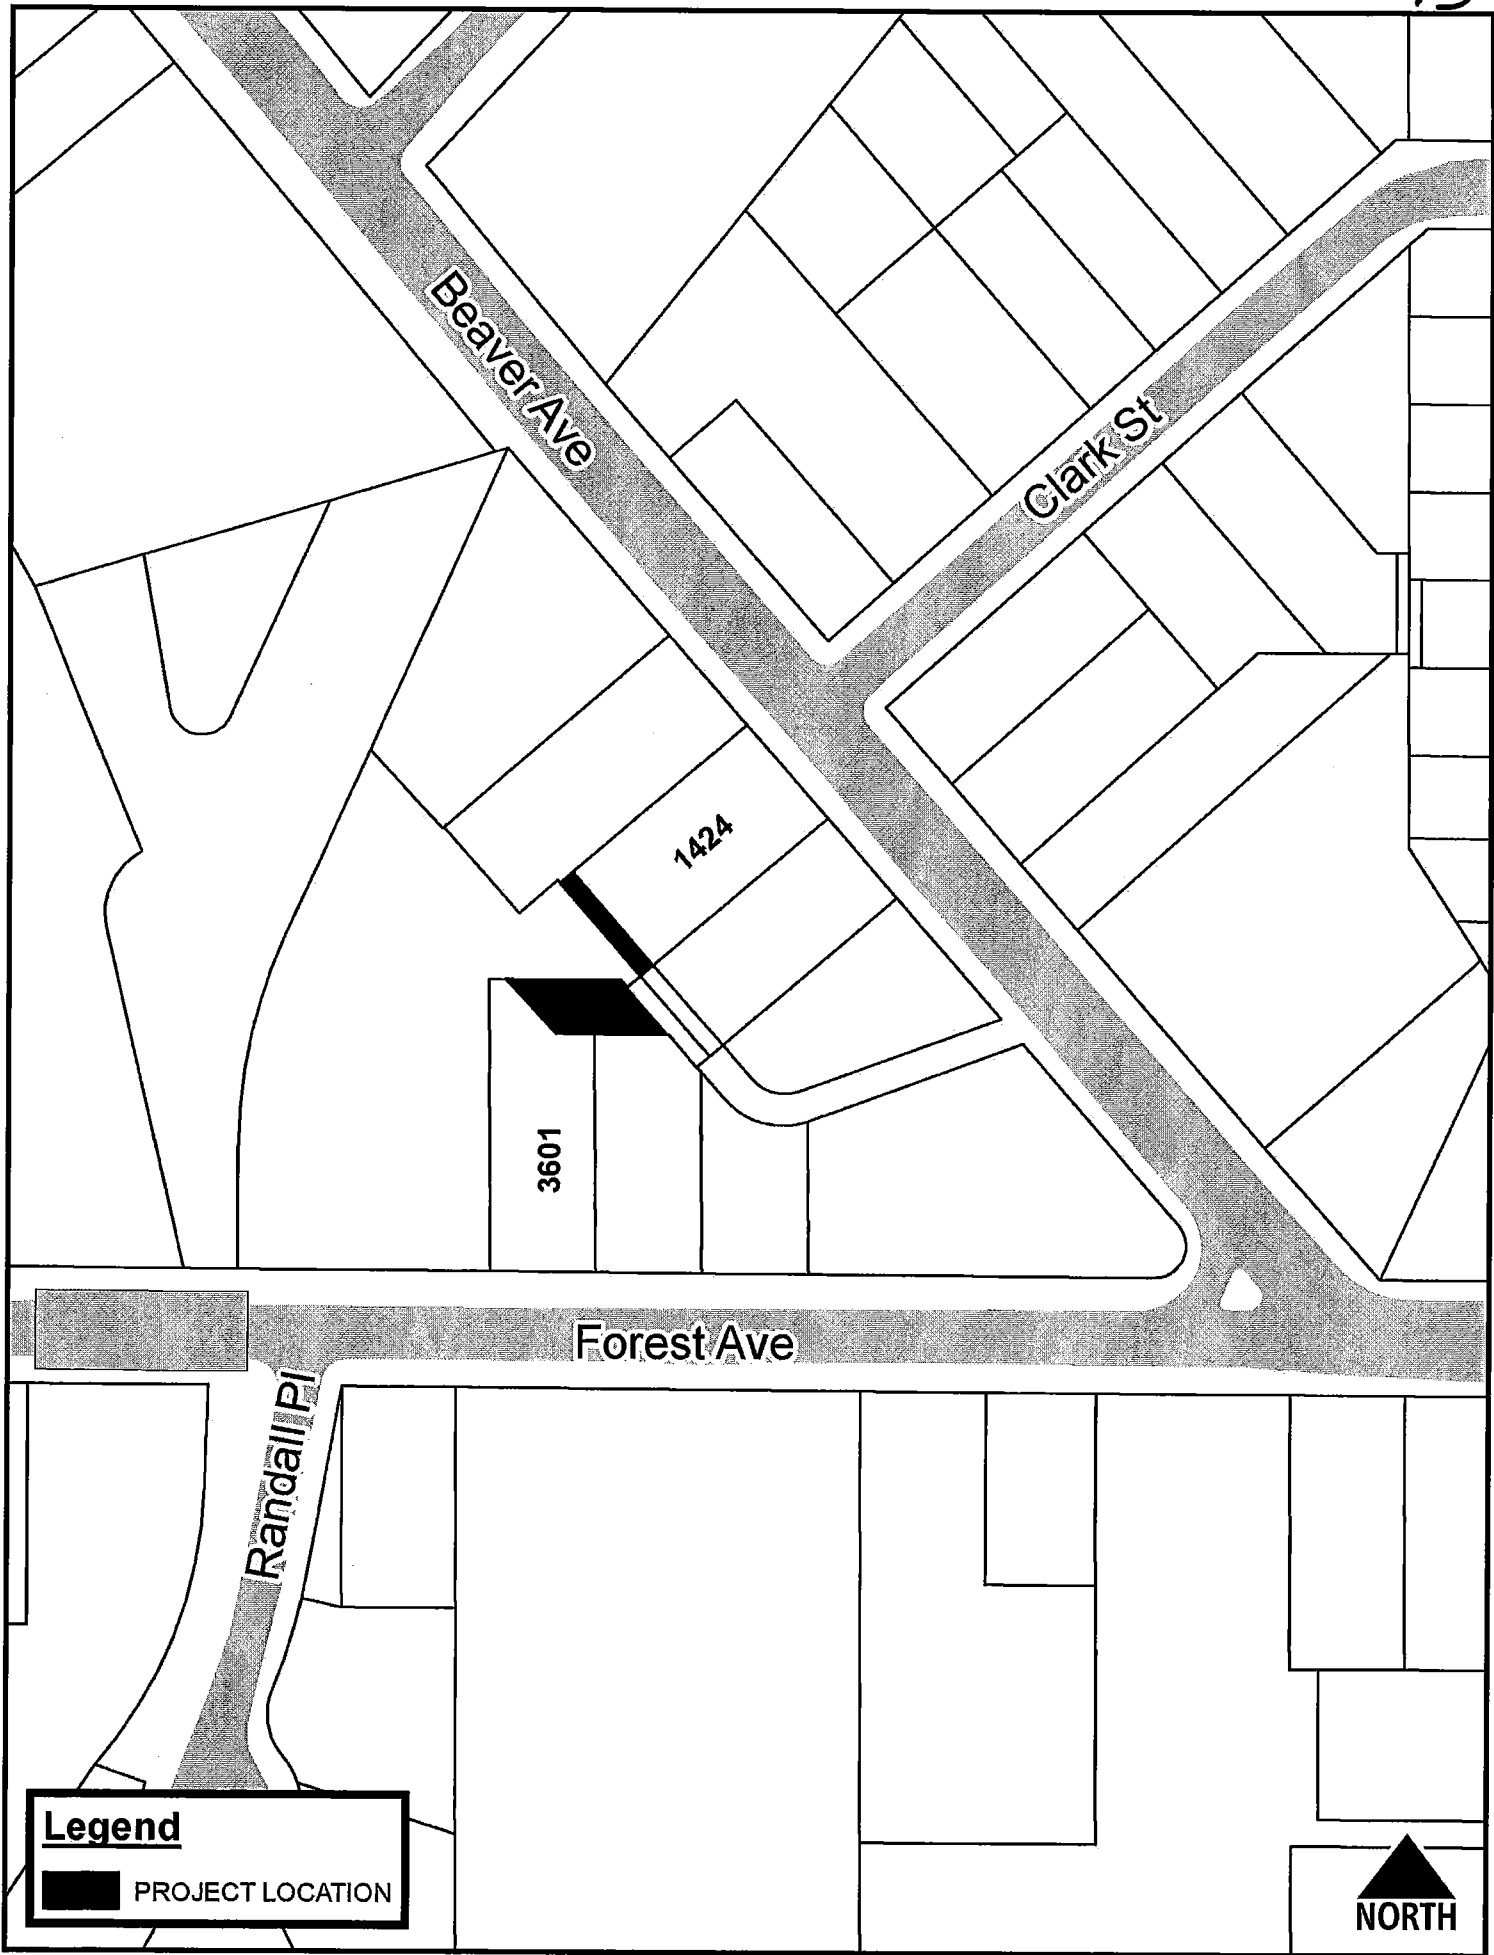 Beaver Ave
Clark St
1424
3601
Forest Ave
Randall Pl
Legend
PROJECT LOCATION
NORTH